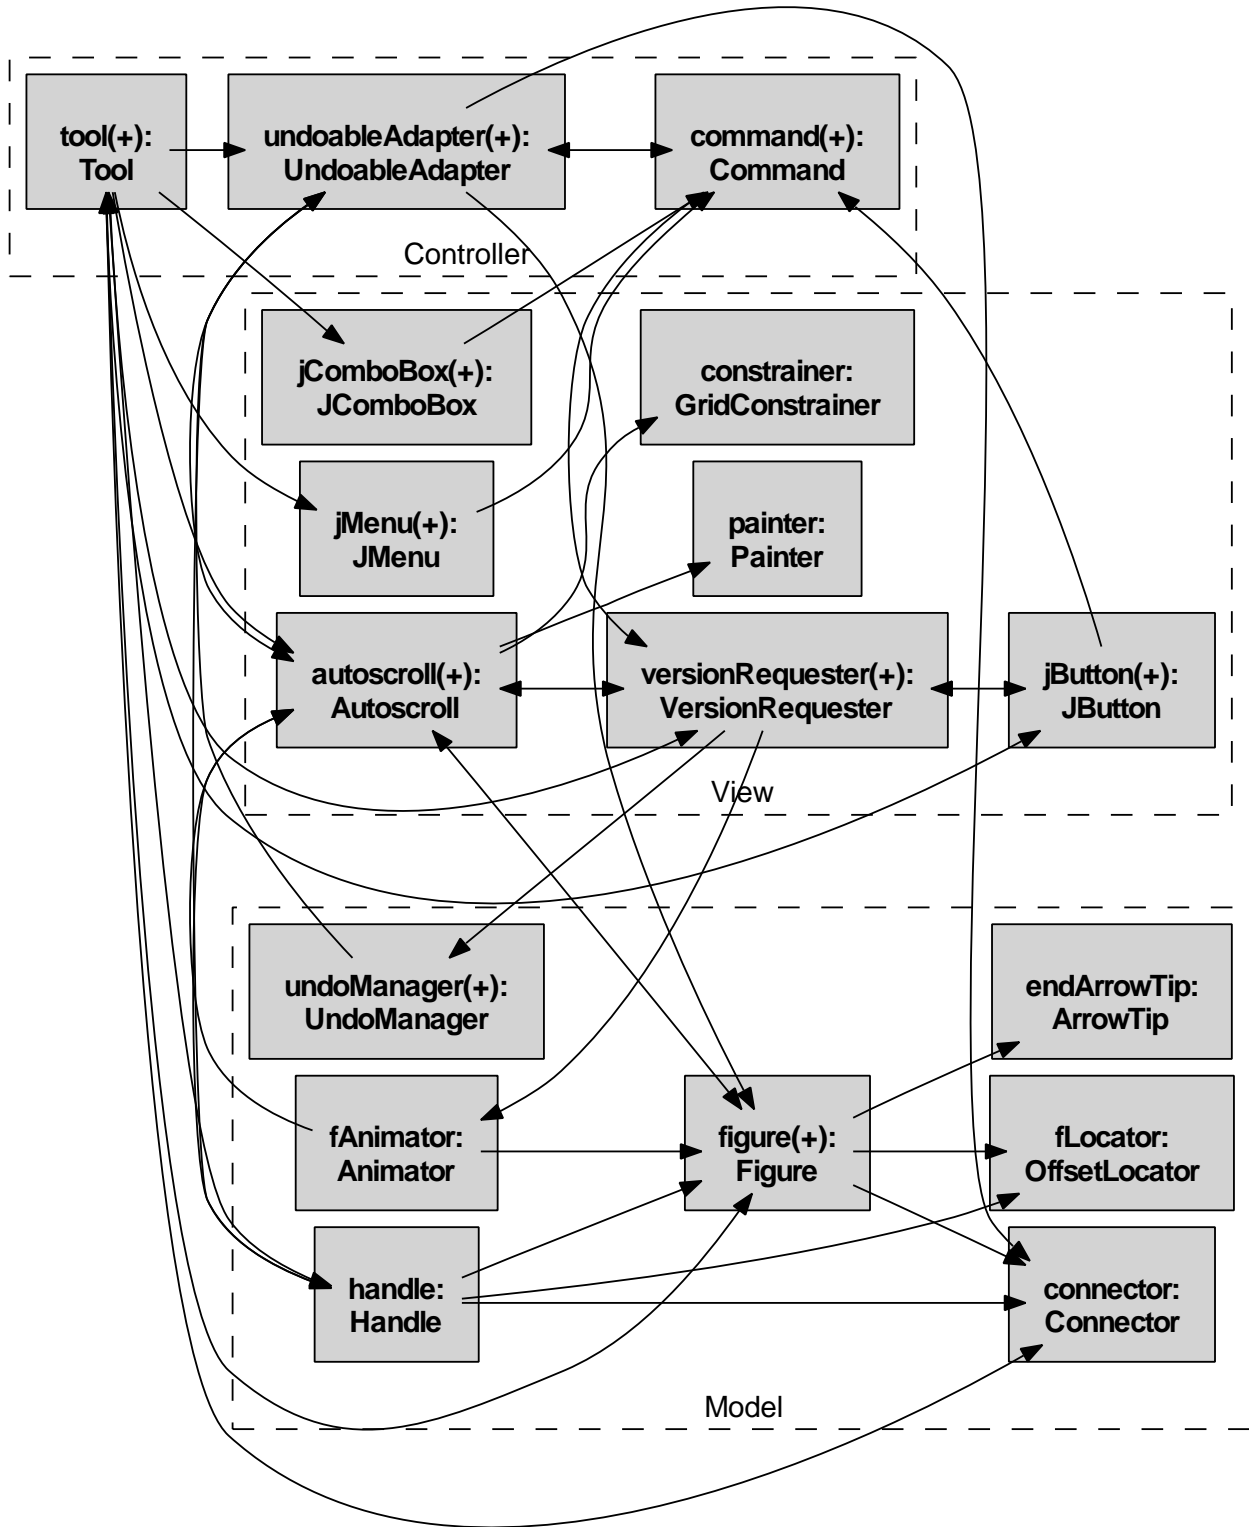 tool(+):
Tool
undoableAdapter(+):
UndoableAdapter
command(+):
Command
Controller
jComboBox(+):
JComboBox
constrainer:
GridConstrainer
jMenu(+):
JMenu
painter:
Painter
autoscroll(+):
Autoscroll
versionRequester(+):
VersionRequester
jButton(+):
JButton
View
undoManager(+):
UndoManager
endArrowTip:
ArrowTip
fAnimator:
Animator
figure(+):
Figure
fLocator:
OffsetLocator
handle:
Handle
connector:
Connector
Model